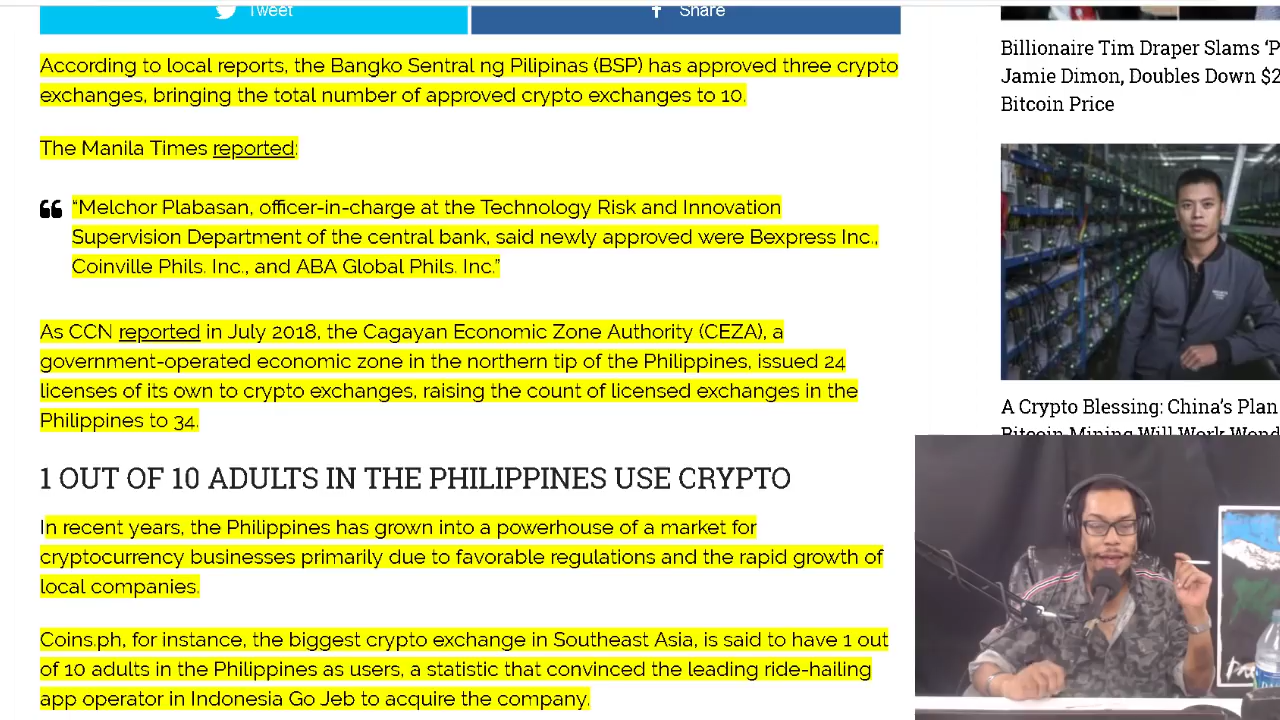 Tweet
Share
According to local reports, the Bangko Sentral ng Pilipinas (BSP) has approved three crypto
exchanges, bringing the total number of approved crypto exchanges to 10.
The Manila Times reported:
“Melchor Plabasan, officer-in-charge at the Technology Risk and Innovation
Supervision Department of the central bank, said newly approved were Bexpress Inc.,
Coinville Phils. Inc., and ABA Global Phils. Inc.”
As CCN reported in July 2018, the Cagayan Economic Zone Authority (CEZA), a
government-operated economic zone in the northern tip of the Philippines, issued 24
licenses of its own to crypto exchanges, raising the count of licensed exchanges in the
Philippines to 34.
1 OUT OF 10 ADULTS IN THE PHILIPPINES USE CRYPTO
In recent years, the Philippines has grown into a powerhouse of a market for
cryptocurrency businesses primarily due to favorable regulations and the rapid growth of
local companies.
Coins.ph, for instance, the biggest crypto exchange in Southeast Asia, is said to have 1 out
of 10 adults in the Philippines as users, a statistic that convinced the leading ride-hailing
app operator in Indonesia Go Jeb to acquire the company.
Billionaire Tim Draper Slams ‘P
Jamie Dimon, Doubles Down $2
Bitcoin Price
A Crypto Blessing: China’s Plan
Bitcoin Mining Will Work Wond